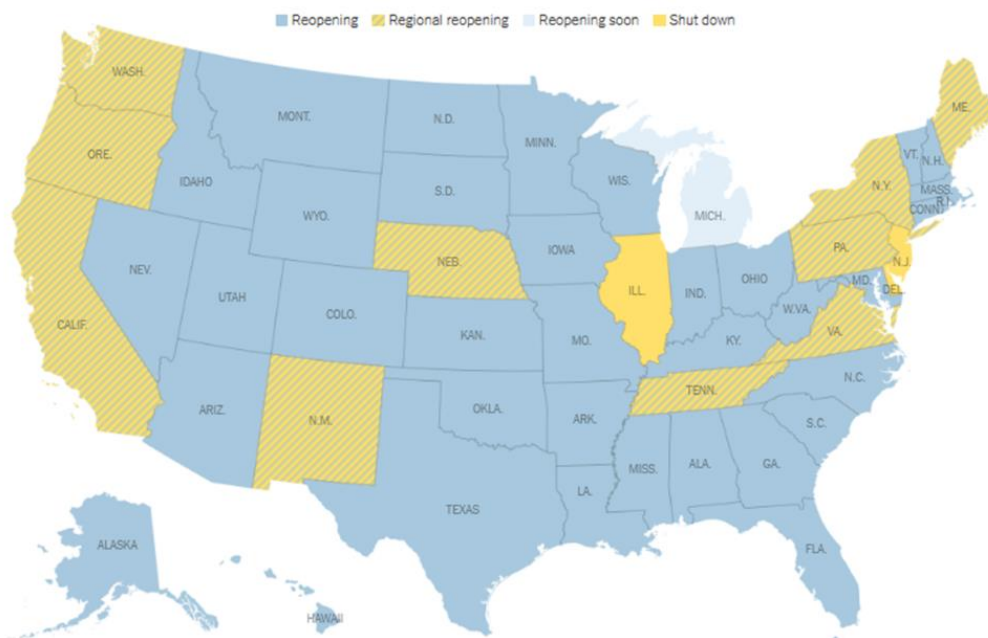 Reopening Regional reopening Reopening soon Shut down
WASH.
ME.
MONT.
N.D.
MINN.
VT.
N.H.
ORE.
IDAHO
S.D.
WIS.
N.Y.
MASS.
R.I.
CONN.
WYO.
MICH.
NEB.
IOWA
PA.
N.J.
NEV.
UTAH
COLO.
ILL.
IND.
OHIO
MD.
DEL.
CALIF.
KAN.
MO.
W.VA.
VA.
KY.
ARIZ.
N.M.
OKLA.
ARK.
TENN.
N.C.
S.C.
MISS.
ALA.
GA.
TEXAS
LA.
ALASKA
FLA.
HAWAII